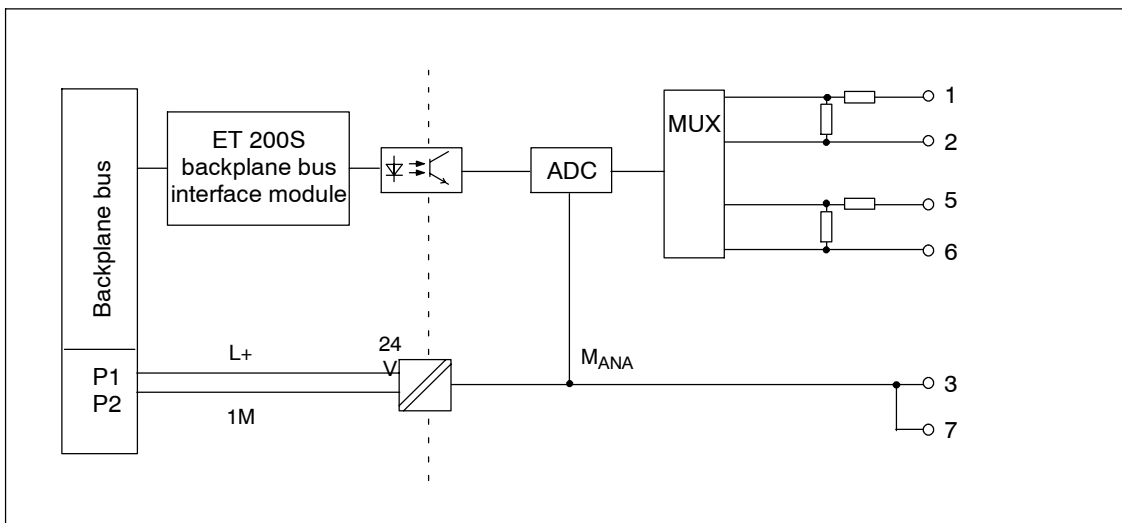 Backplane bus
P1
P2
ET 200S
backplane bus
interface module
L+
1M
24
V
ADC
MUX
M_ANA
1
2
5
6
3
7